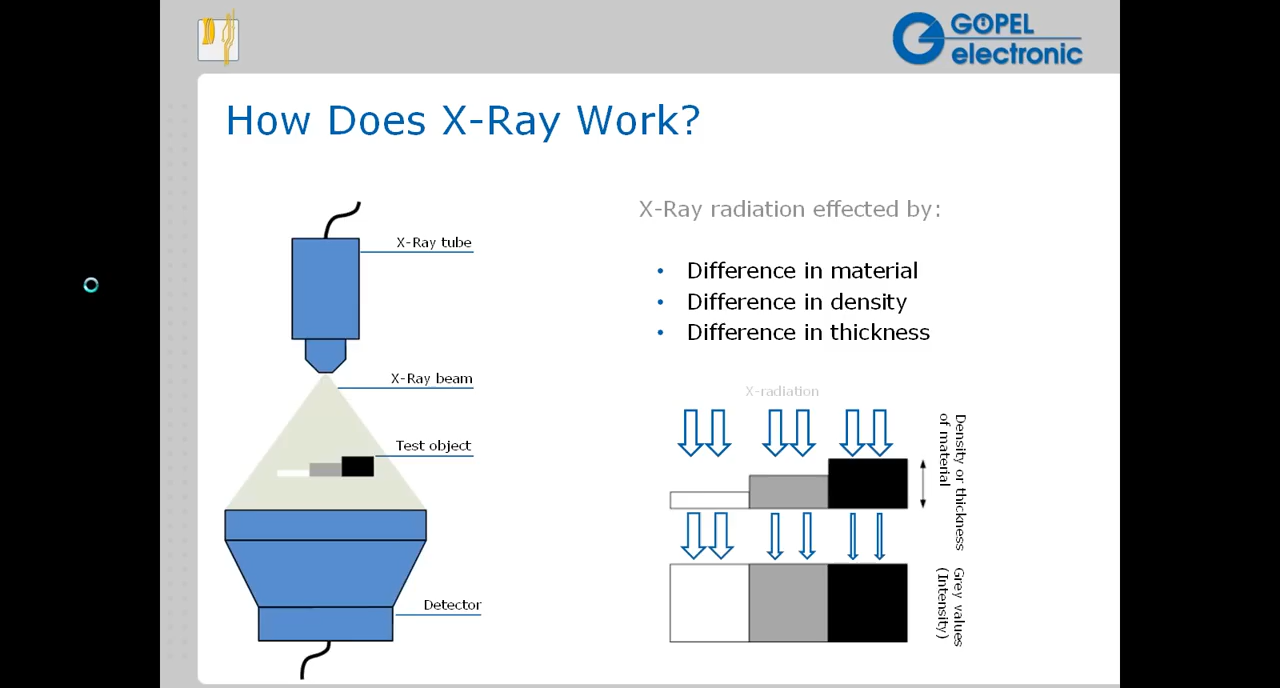 GOPEL
electronic
How Does X-Ray Work?
X-Ray tube
X-Ray beam
Test object
Detector
X-Ray radiation effected by:
• Difference in material
• Difference in density
• Difference in thickness
X-radiation
Density or thickness
of material
Grey values
(Intensity)